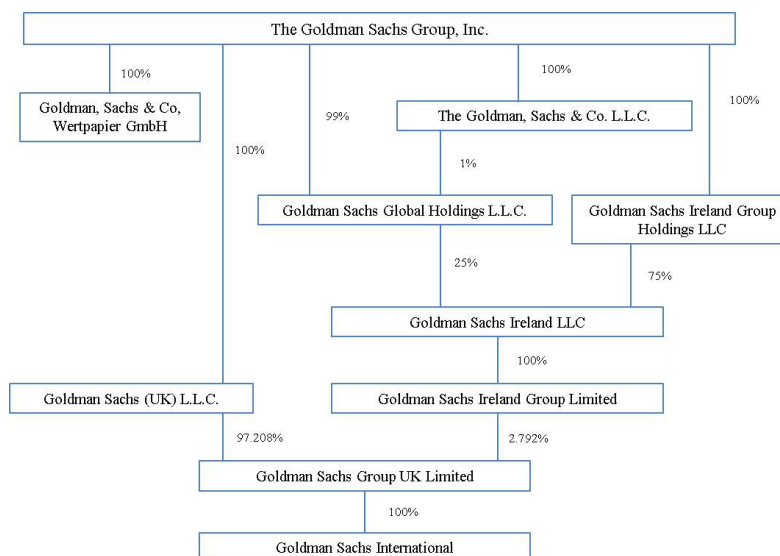 The Goldman Sachs Group, Inc.
100%
100%
Goldman, Sachs & Co,
Wertpapier GmbH
100%
The Goldman, Sachs & Co. L.L.C.
99%
100%
1%
Goldman Sachs Global Holdings L.L.C.
Goldman Sachs Ireland Group
Holdings LLC
25%
75%
Goldman Sachs Ireland LLC
100%
Goldman Sachs (UK) L.L.C.
Goldman Sachs Ireland Group Limited
97.208%
2.792%
Goldman Sachs Group UK Limited
100%
Goldman Sachs International